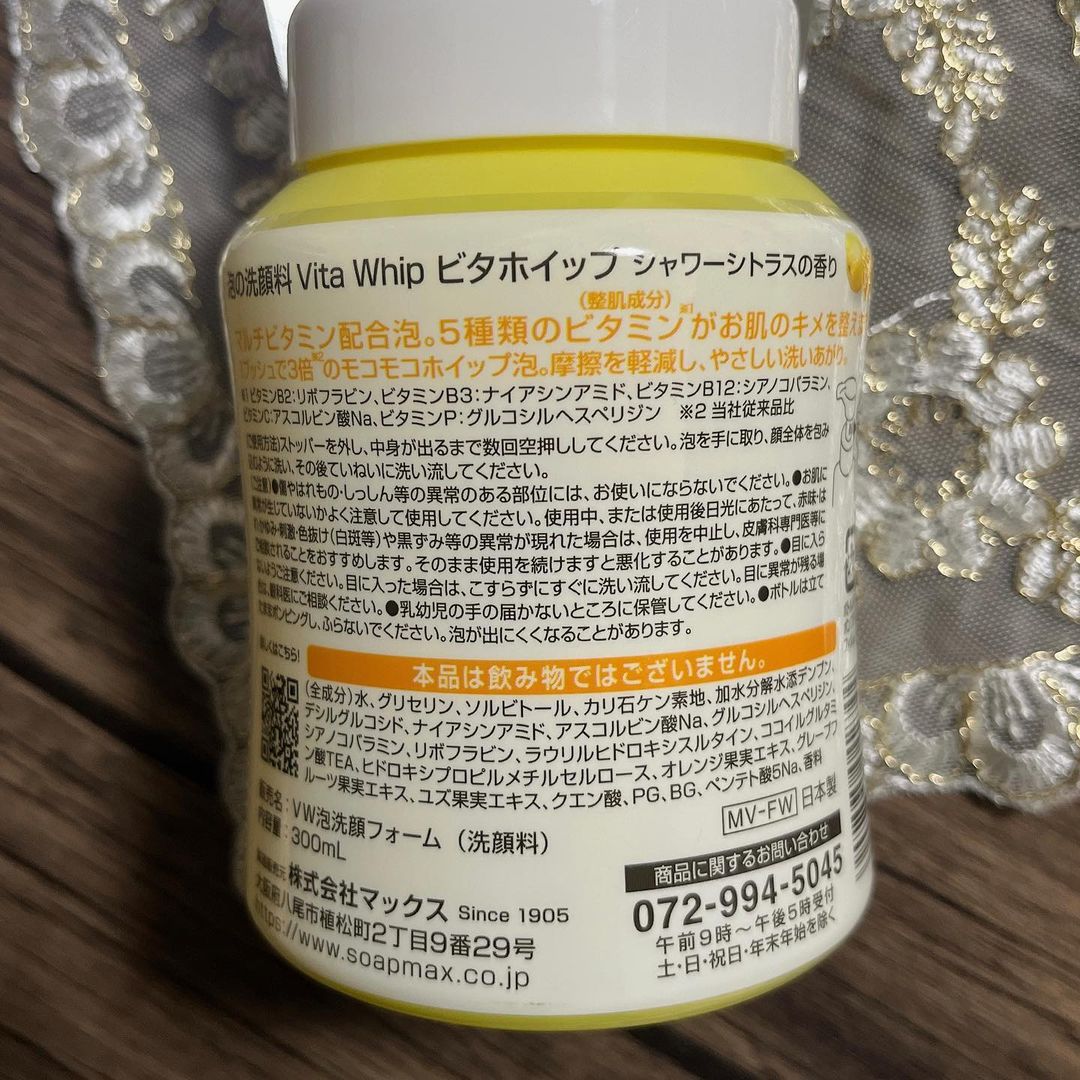 泡の洗顔料 Vita Whip ビタホイップ シャワーシトラスの香り
(整肌成分)
マルチビタミン配合泡。5種類のビタミン※1がお肌のキメを整え
プッシュで3倍※2のモコモコホイップ泡。摩擦を軽減し、やさしい洗いあがり。
※1 ビタミンB2:リボフラビン、ビタミンB3:ナイアシンアミド、ビタミンB12:シアノコバラミン、
ビタミンC:アスコルビン酸Na、ビタミンP:グルコシルヘスペリジン ※2 当社従来品比
(ご使用方法)ストッパーを外し、中身が出るまで数回空押ししてください。泡を手に取り、顔全体を包み
込むように洗い、その後ていねいに洗い流してください。
(ご注意)●傷やはれもの・しっしん等の異常のある部位には、お使いにならないでください。●お肌に
異常が生じていないかよく注意して使用してください。使用中、または使用後日光にあたって、赤味・は
れ・かゆみ・刺激・色抜け(白斑等)や黒ずみ等の異常が現れた場合は、使用を中止し、皮膚科専門医等に
ご相談されることをおすすめします。そのまま使用を続けますと悪化することがあります。●目に入ら
ないようご注意ください。目に入った場合は、こすらずにすぐに洗い流してください。目に異常が残る場
合は、眼科医にご相談ください。●乳幼児の手の届かないところに保管してください。●ボトルは立て
たままポンピングし、ふらないでください。泡が出にくくなることがあります。
詳しくはこちら!
本品は飲み物ではございません。
(全成分)水、グリセリン、ソルビトール、カリ石ケン素地、加水分解水添デンプン、
デシルグルコシド、ナイアシンアミド、アスコルビン酸Na、グルコシルヘスペリジン、
シアノコバラミン、リボフラビン、ラウリルヒドロキシスルタイン、ココイルグルタミ
ン酸TEA、ヒドロキシプロピルメチルセルロース、オレンジ果実エキス、グレープフ
ルーツ果実エキス、ユズ果実エキス、クエン酸、PG、BG、ペンテト酸5Na、香料
MV-FW 日本製
販売名:VW泡洗顔フォーム(洗顔料)
内容量:300mL
製造販売元 株式会社マックス Since 1905
大阪府八尾市植松町2丁目9番29号
https://www.soapmax.co.jp
商品に関するお問い合わせ
072-994-5045
午前9時〜午後5時受付
土・日・祝日・年末年始を除く